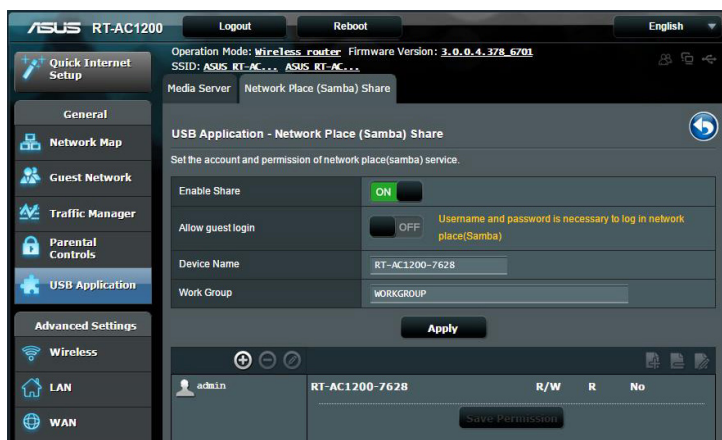 ASUS RT-AC1200
Logout
Reboot
English
Quick Internet
Setup
Operation Mode: Wireless router Firmware Version: 3.0.0.4.378_6701
SSID: ASUS RT-AC... ASUS RT-AC...
Media Server
Network Place (Samba) Share
General
Network Map
Guest Network
Traffic Manager
Parental
Controls
USB Application
Advanced Settings
Wireless
LAN
WAN
USB Application - Network Place (Samba) Share
Set the account and permission of network place(samba) service.
Enable Share
ON
Allow guest login
OFF
Username and password is necessary to log in network
place(Samba)
Device Name
RT-AC1200-7628
Work Group
WORKGROUP
Apply
admin
RT-AC1200-7628
R/W
R
No
Save Permission